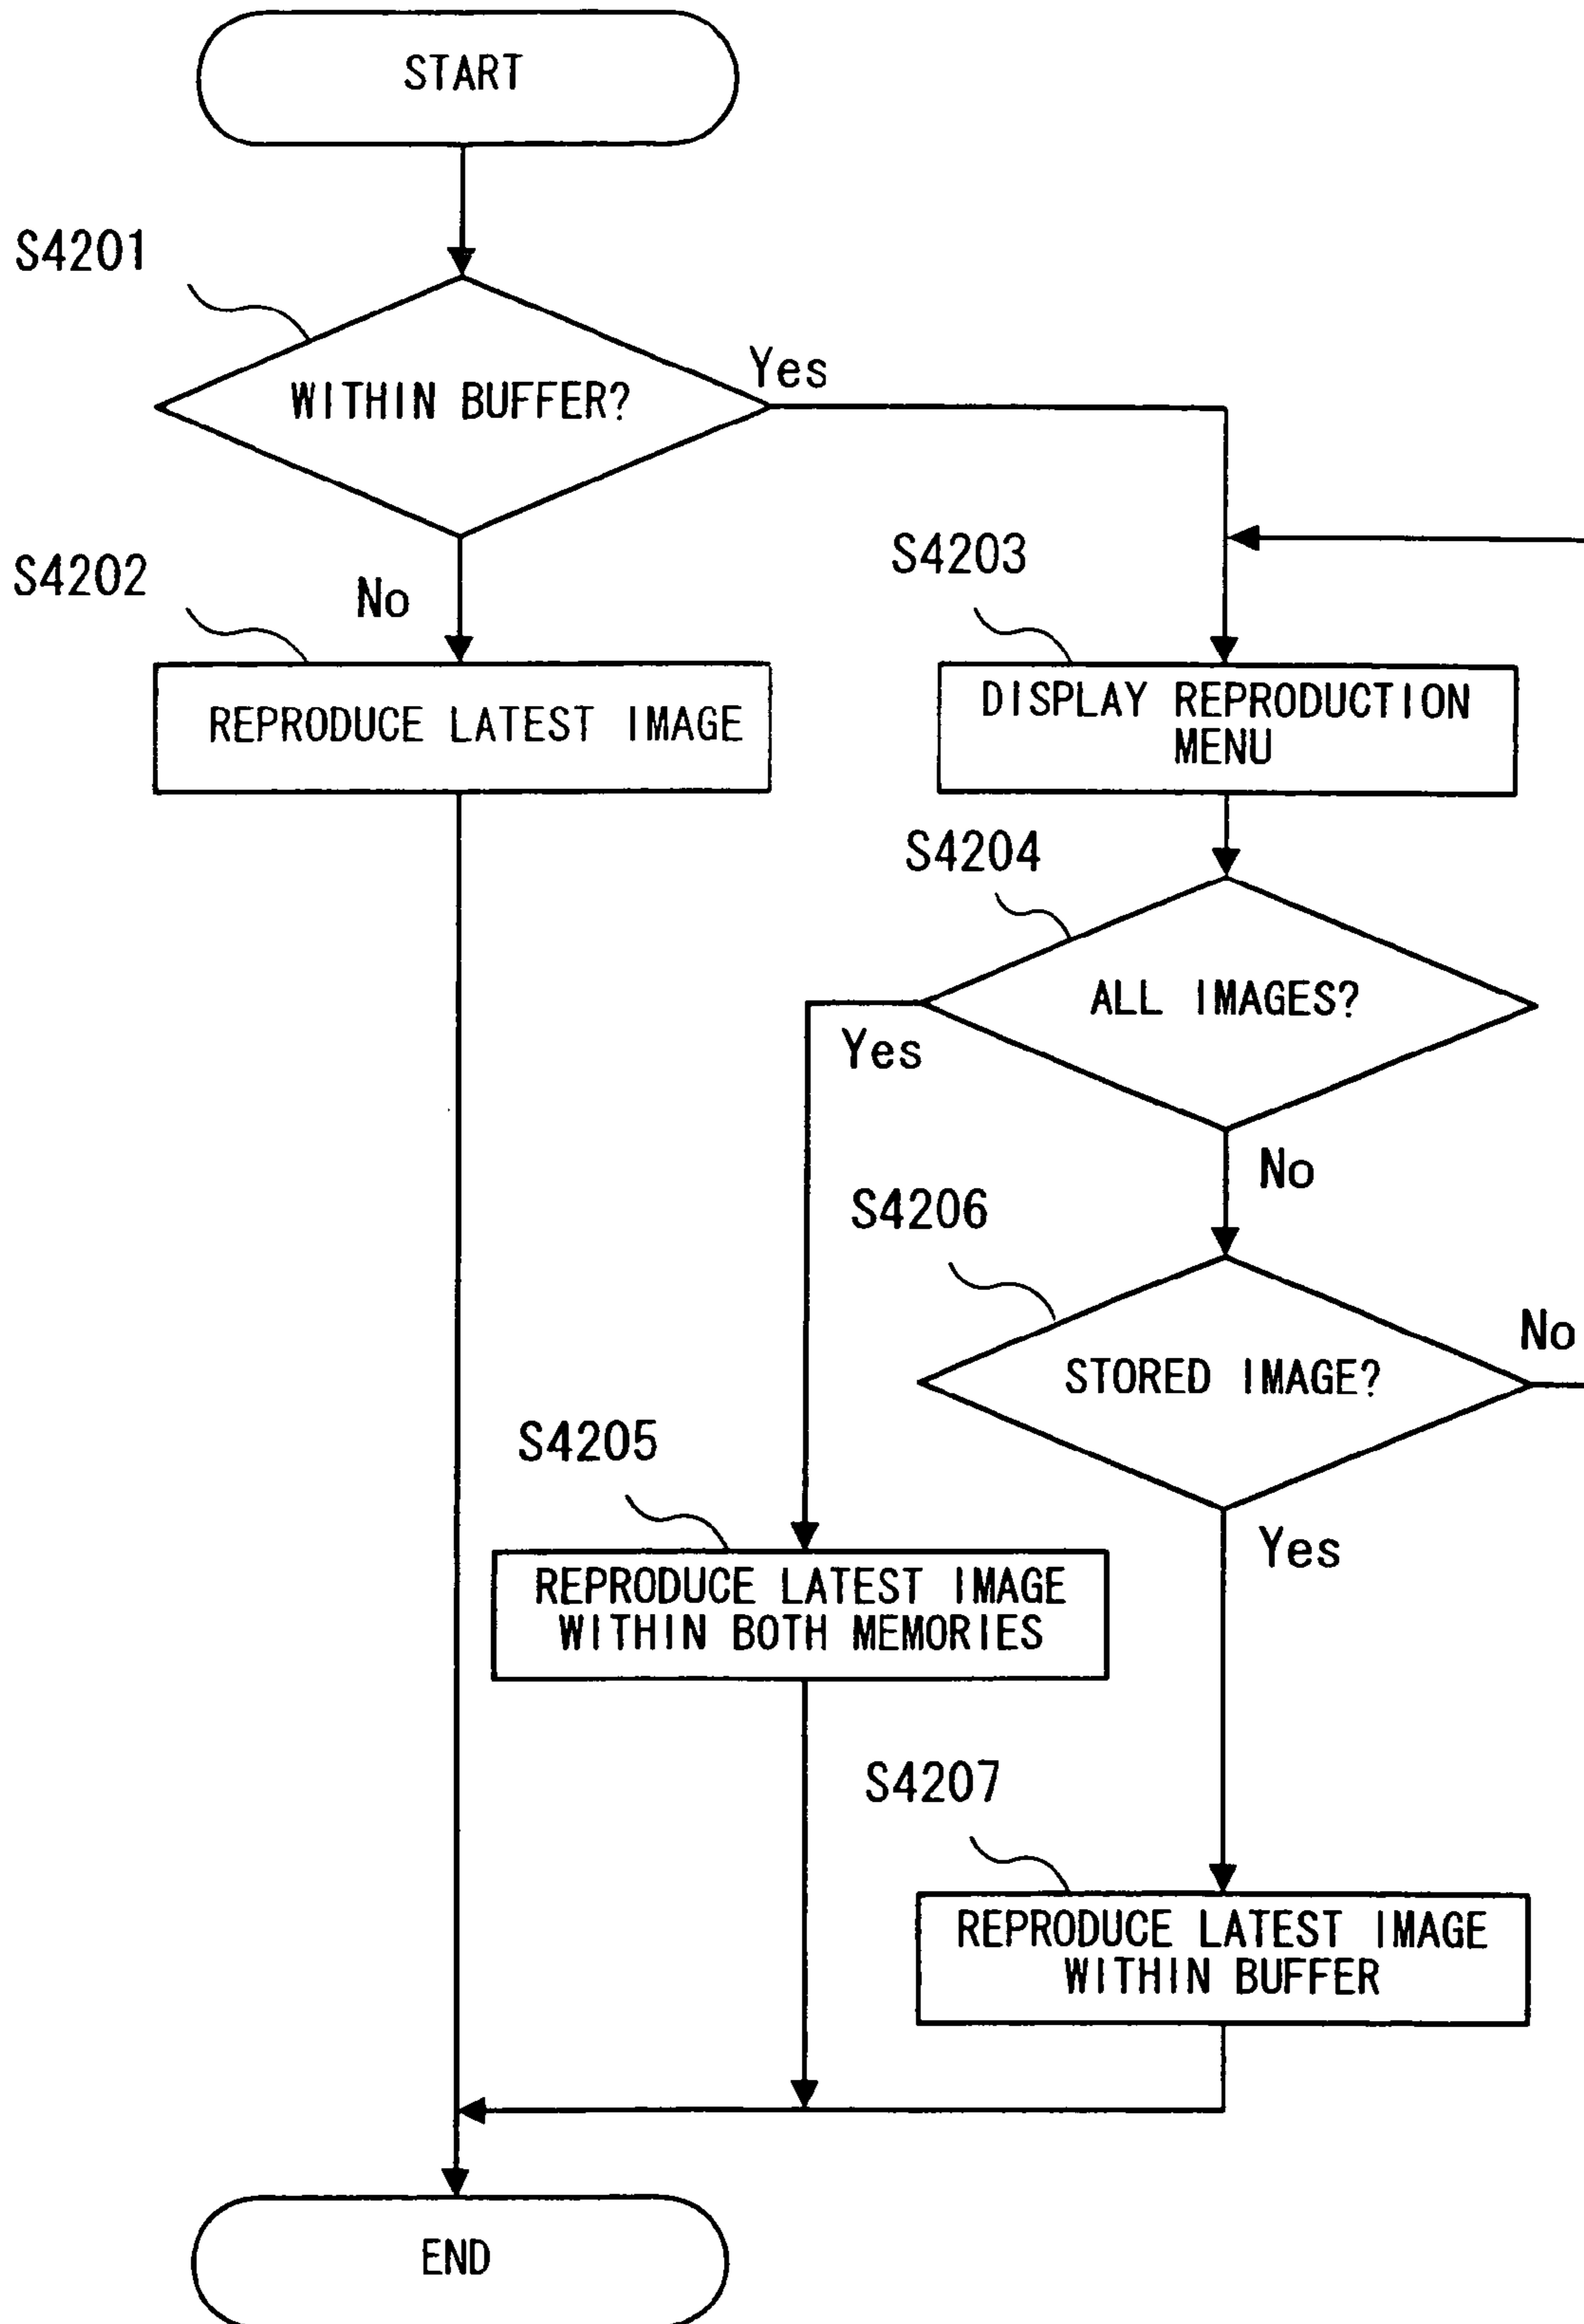 START
S4201
WITHIN BUFFER?
Yes
S4202
No
REPRODUCE LATEST IMAGE
S4203
DISPLAY REPRODUCTION
MENU
S4204
ALL IMAGES?
Yes
No
S4206
STORED IMAGE?
No
Yes
S4205
REPRODUCE LATEST IMAGE
WITHIN BOTH MEMORIES
S4207
REPRODUCE LATEST IMAGE
WITHIN BUFFER
END